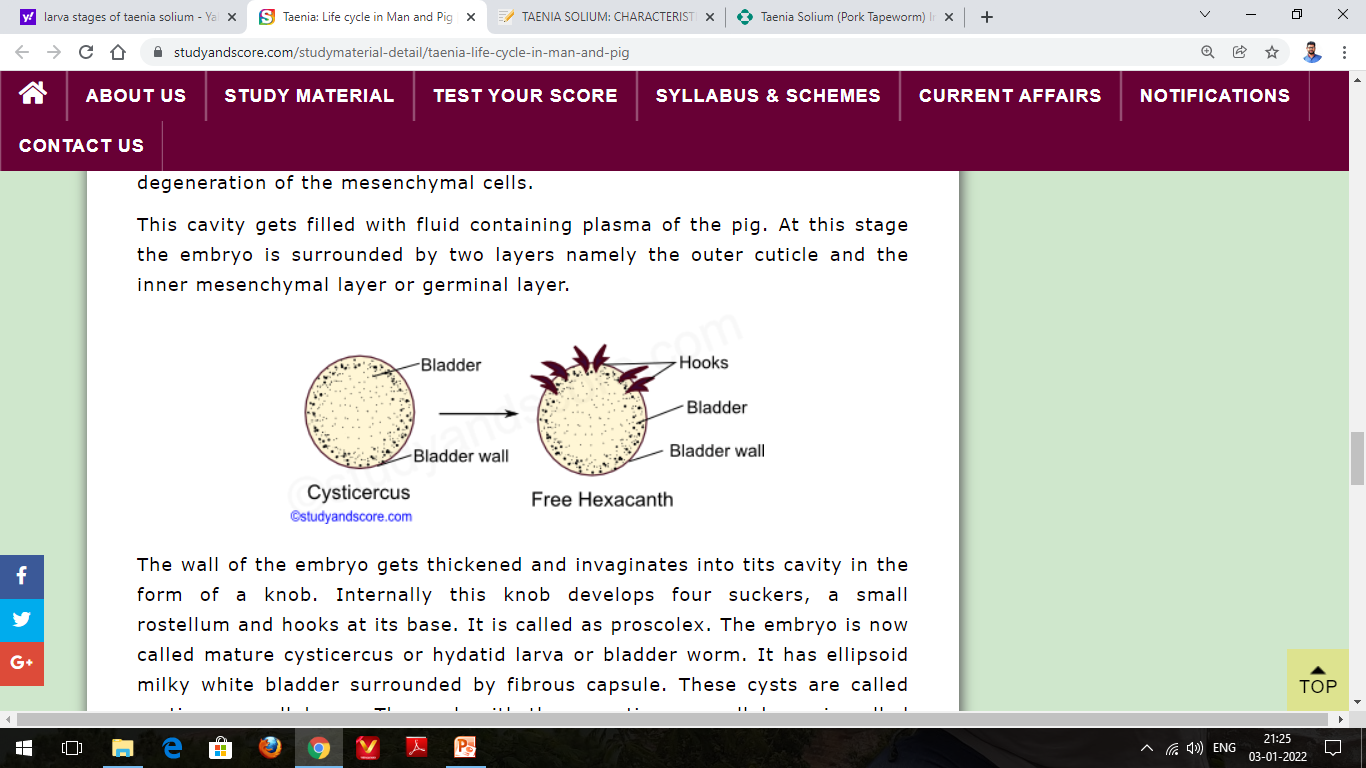 larva stages of taenia solium - Ya
Taenia: Life cycle in Man and Pig
TAENIA SOLIUM: CHARACTERIST
Taenia Solium (Pork Tapeworm) I
studyandscore.com/studymaterial-detail/taenia-life-cycle-in-man-and-pig
ABOUT US
STUDY MATERIAL
TEST YOUR SCORE
SYLLABUS & SCHEMES
CURRENT AFFAIRS
NOTIFICATIONS
CONTACT US
degeneration of the mesenchymal cells.
This cavity gets filled with fluid containing plasma of the pig. At this stage
the embryo is surrounded by two layers namely the outer cuticle and the
inner mesenchymal layer or germinal layer.
Bladder
Bladder wall
Cysticercus
©studyandscore.com
Hooks
Bladder
Bladder wall
Free Hexacanth
©studyandscore.com
The wall of the embryo gets thickened and invaginates into tits cavity in the
form of a knob. Internally this knob develops four suckers, a small
rostellum and hooks at its base. It is called as proscolex. The embryo is now
called mature cysticercus or hydatid larva or bladder worm. It has ellipsoid
milky white bladder surrounded by fibrous capsule. These cysts are called
TOP
ENG
21:25
03-01-2022